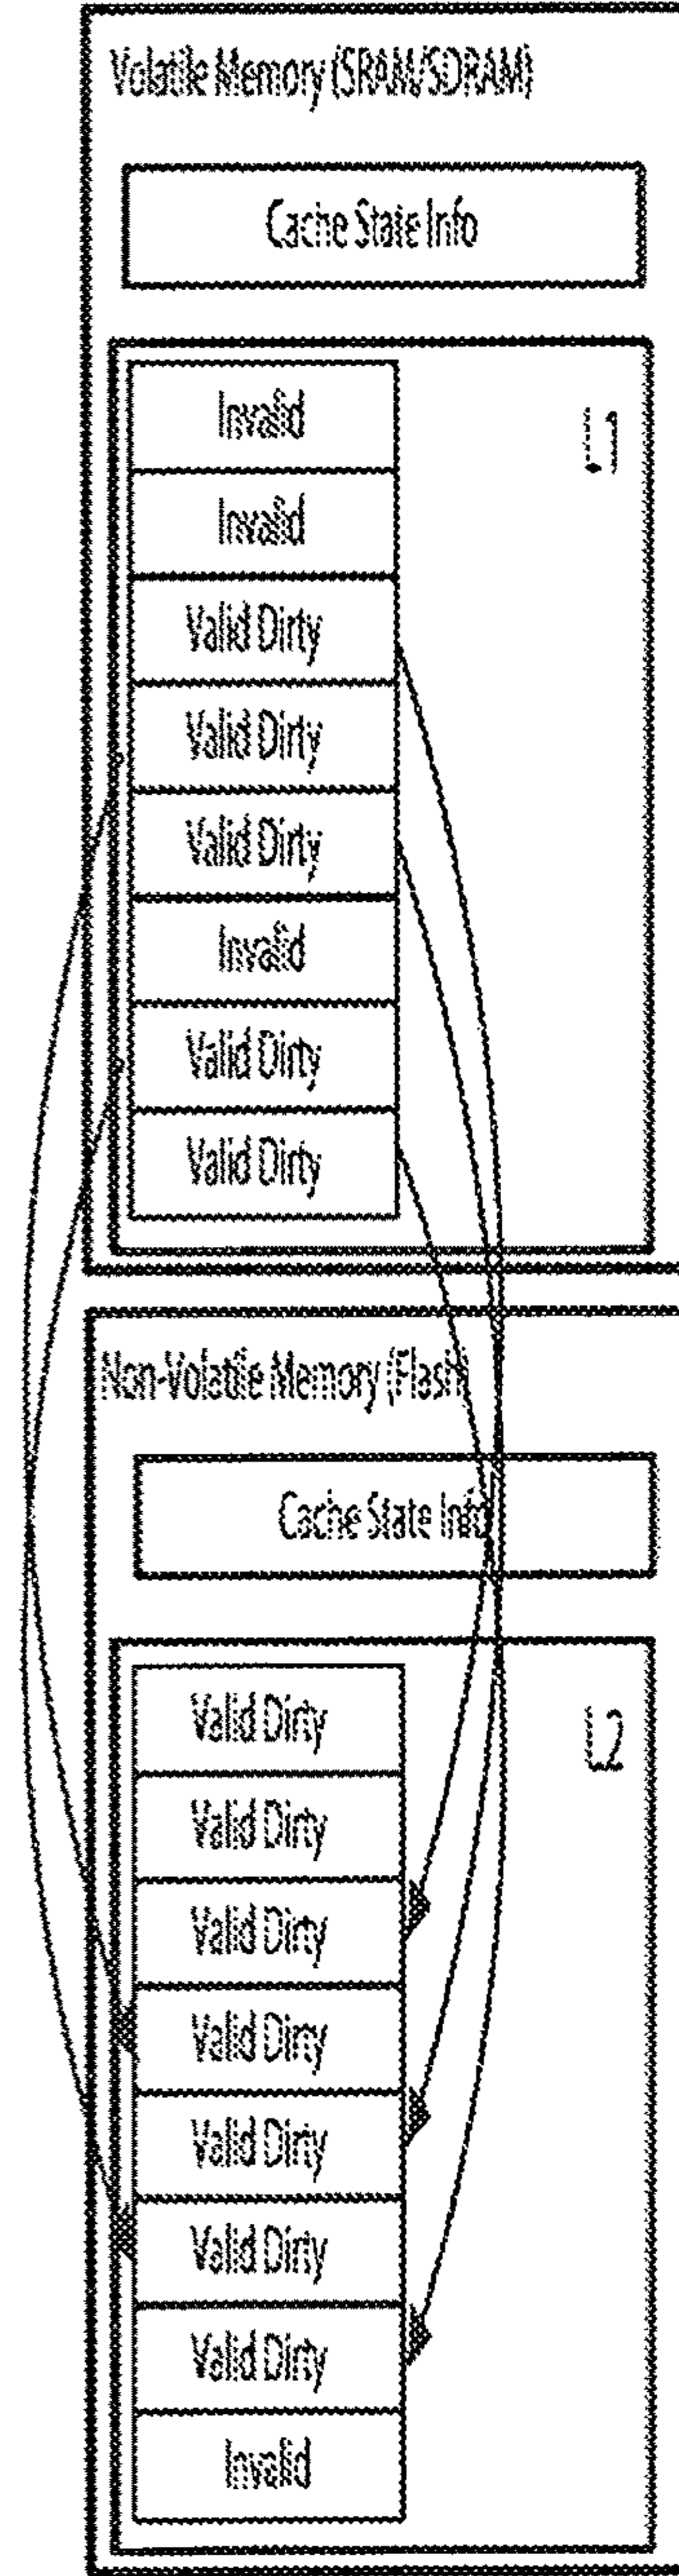 Volatile Memory (SRAM/SDRAM)
Cache State Info
L1
Invalid
Invalid
Valid Dirty
Valid Dirty
Valid Dirty
Invalid
Valid Dirty
Valid Dirty
Non-Volatile Memory (Flash)
Cache State Info
L2
Valid Dirty
Valid Dirty
Valid Dirty
Valid Dirty
Valid Dirty
Valid Dirty
Valid Dirty
Invalid